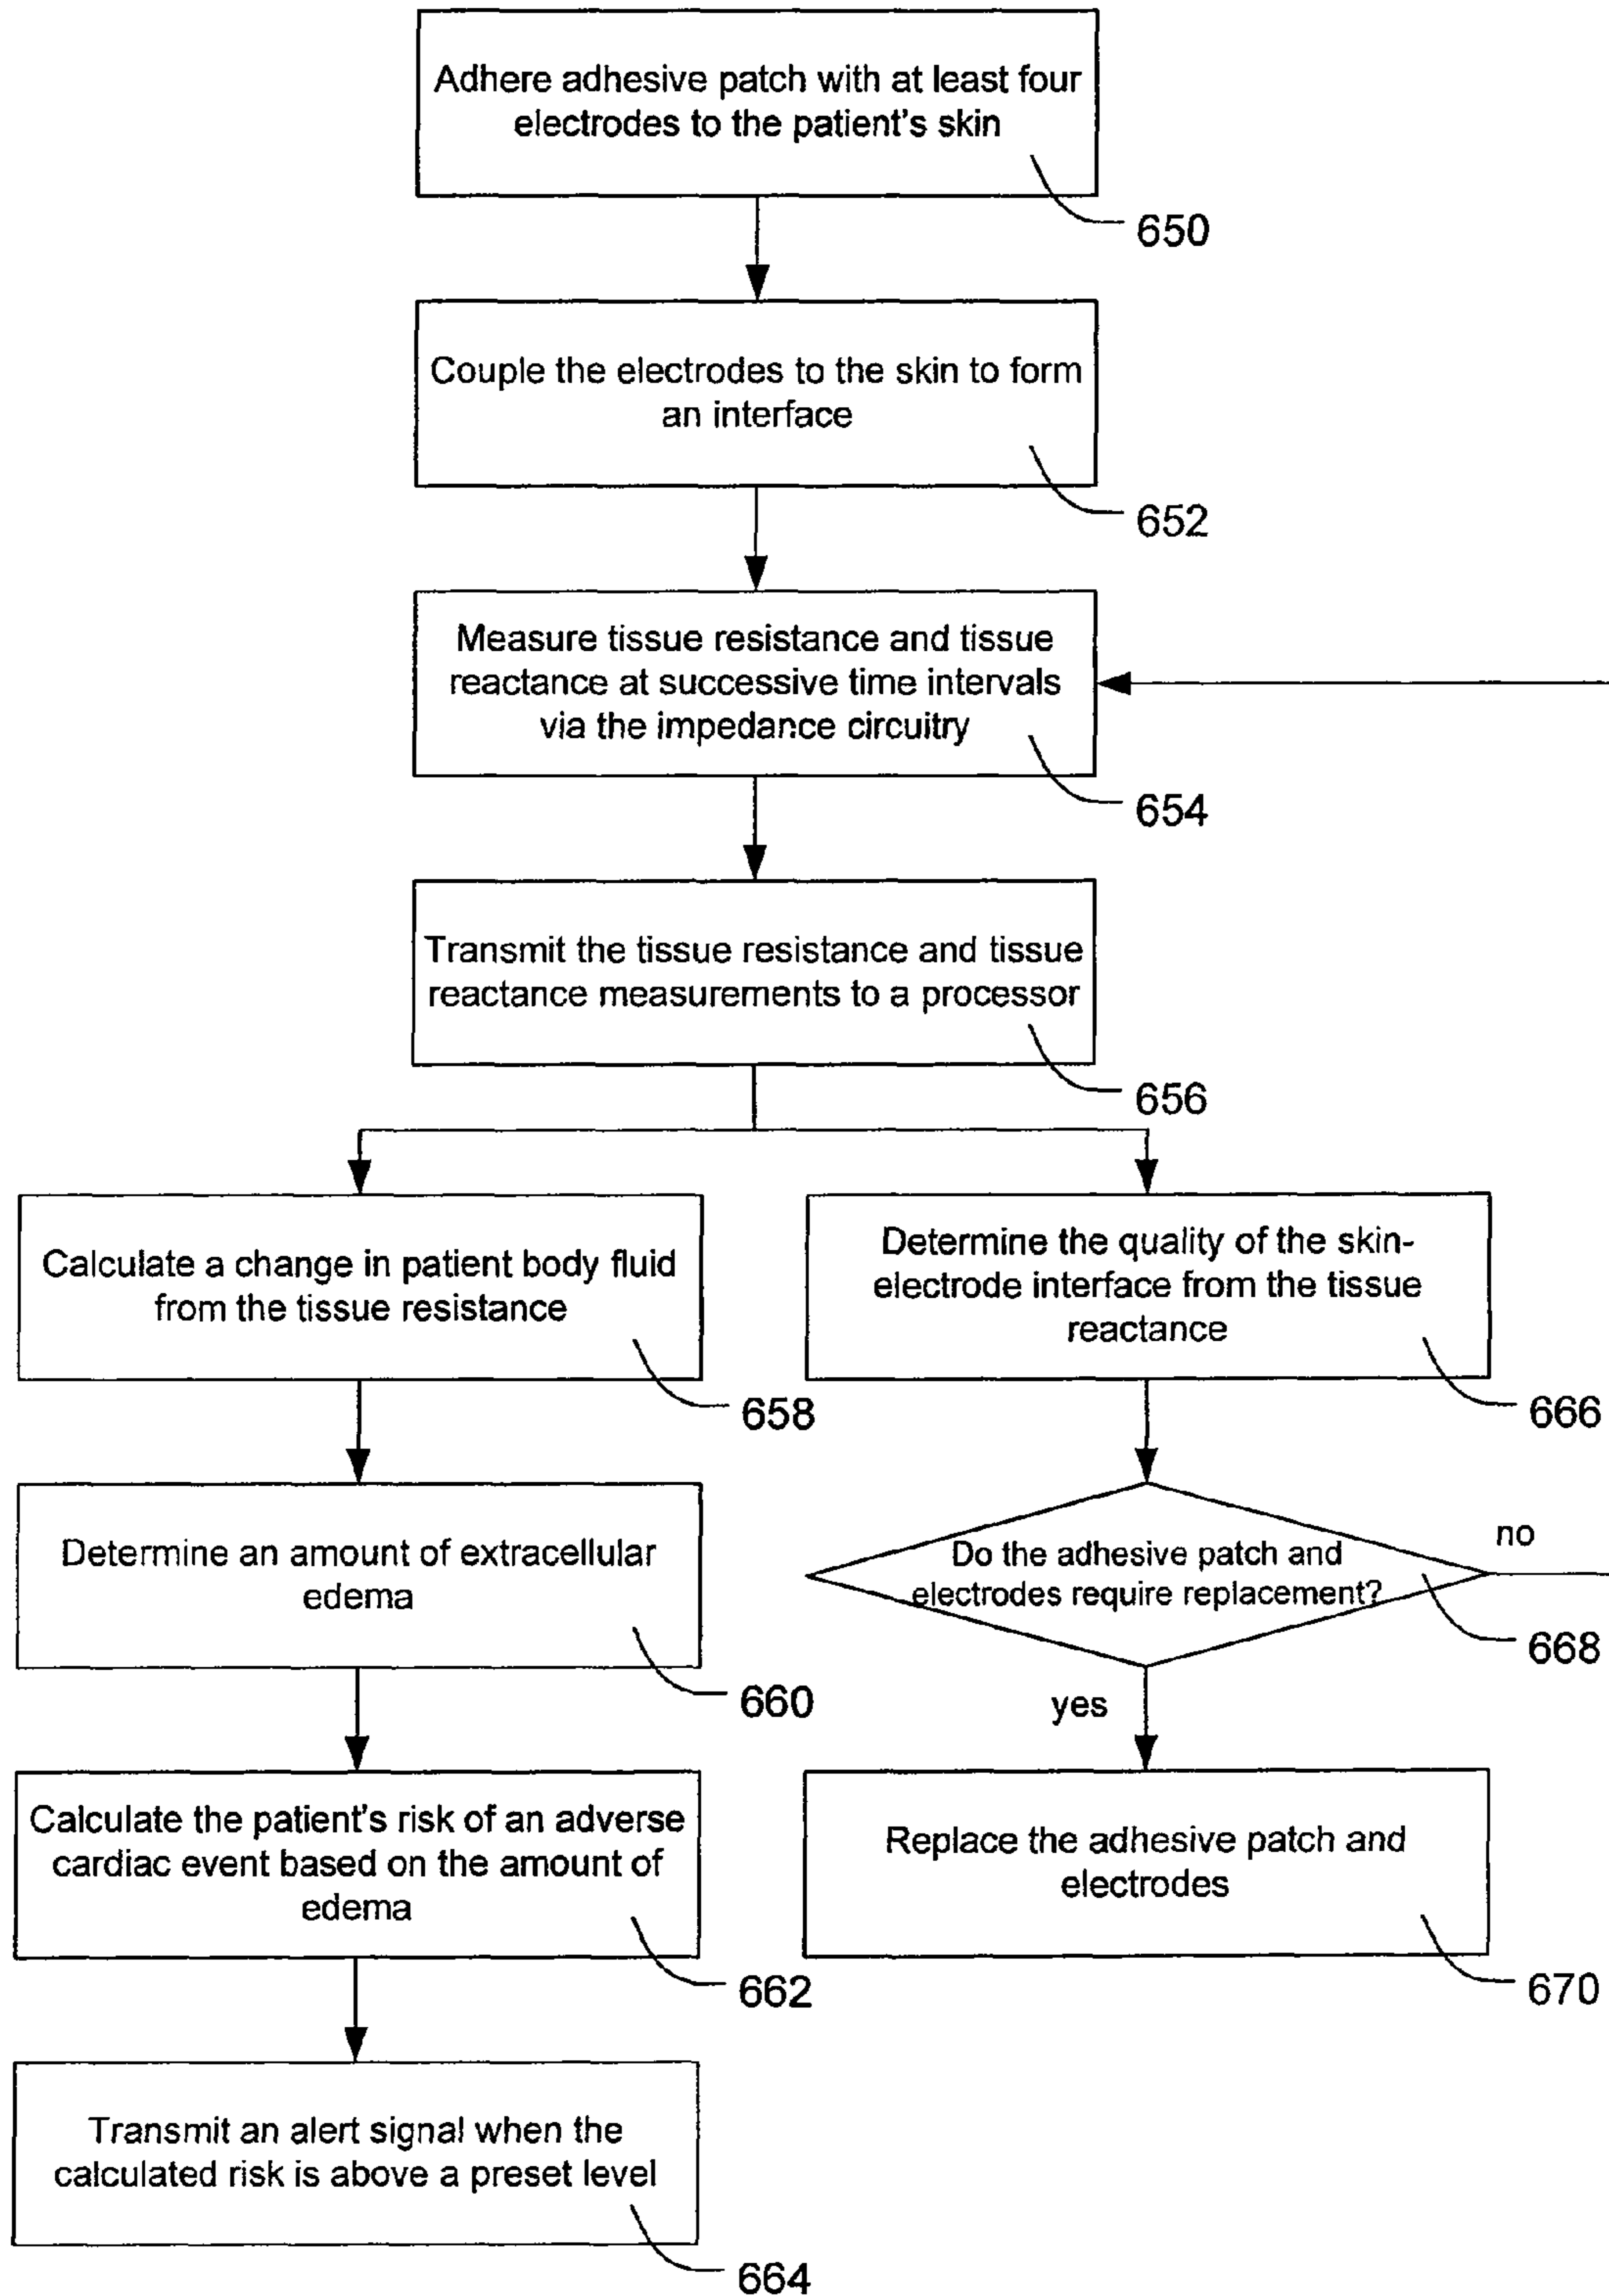 Adhere adhesive patch with at least four
electrodes to the patient's skin
650
Couple the electrodes to the skin to form
an interface
652
Measure tissue resistance and tissue
reactance at successive time intervals
via the impedance circuitry
654
Transmit the tissue resistance and tissue
reactance measurements to a processor
656
Calculate a change in patient body fluid
from the tissue resistance
658
Determine an amount of extracellular
edema
660
Calculate the patient's risk of an adverse
cardiac event based on the amount of
edema
662
Transmit an alert signal when the
calculated risk is above a preset level
664
Determine the quality of the skin-
electrode interface from the tissue
reactance
666
Do the adhesive patch and
electrodes require replacement?
no
668
yes
Replace the adhesive patch and
electrodes
670